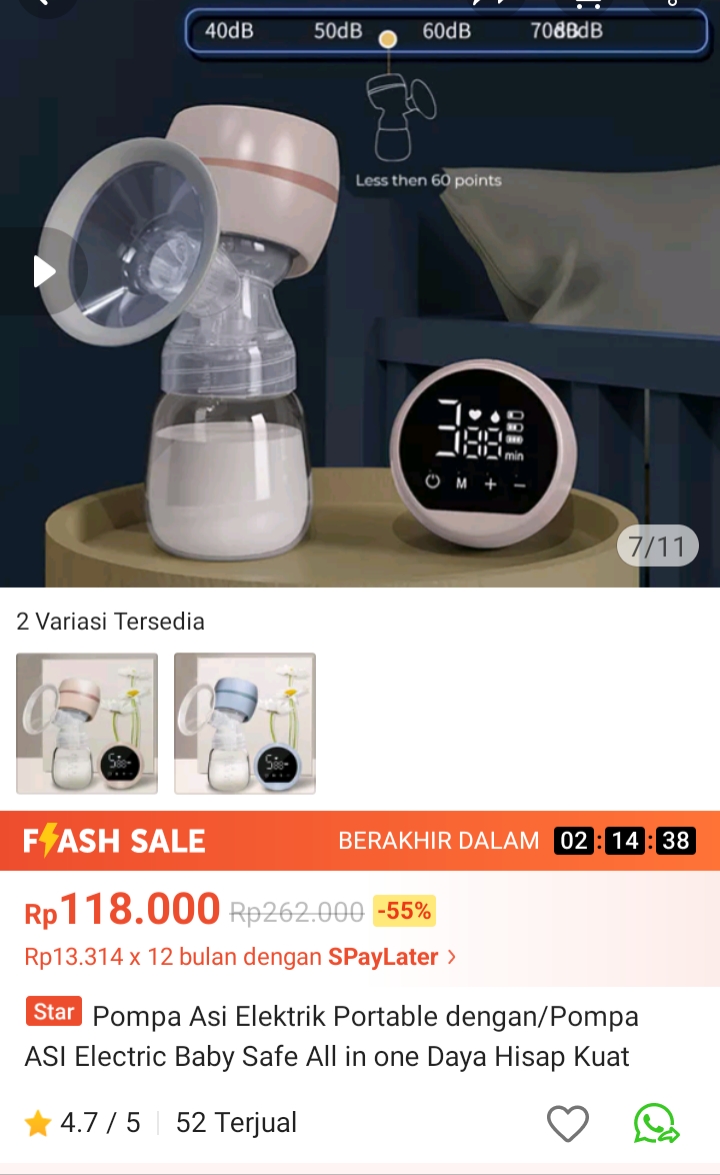 40dB 50dB 60dB 70dB
Less then 60 points
min
M + −
7/11
2 Variasi Tersedia
FLASH SALE BERAKHIR DALAM 02:14:38
Rp118.000 Rp262.000 -55%
Rp13.314 x 12 bulan dengan SPayLater >
Star Pompa Asi Elektrik Portable dengan/Pompa
ASI Electric Baby Safe All in one Daya Hisap Kuat
4.7 / 5 52 Terjual